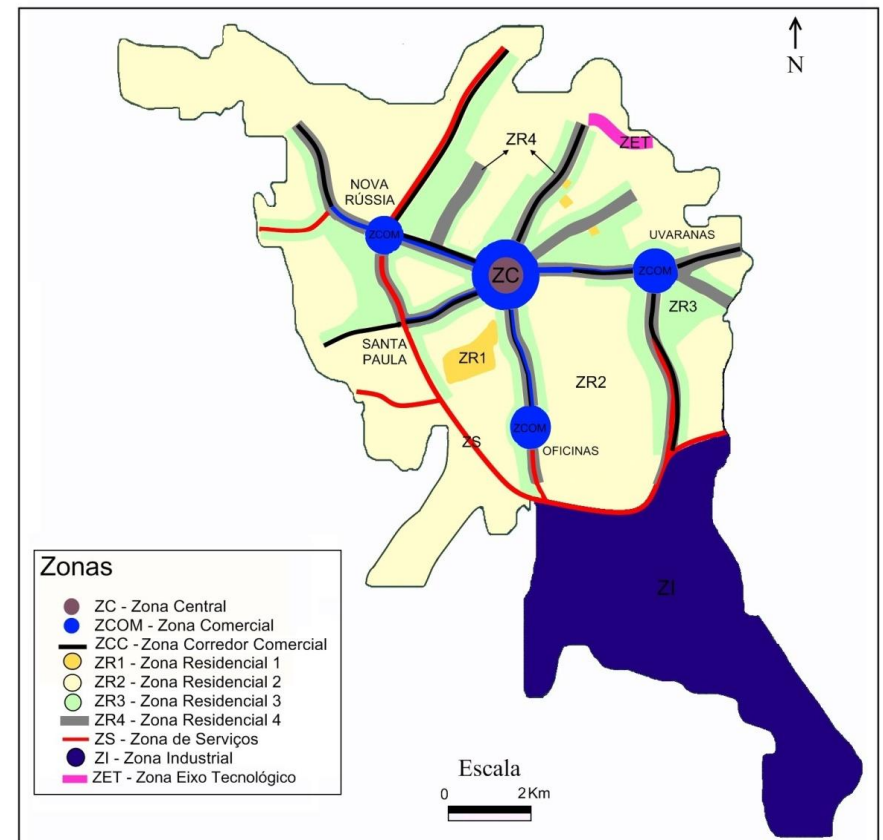 N
ZR4
ZET
NOVA
RÚSSIA
ZCOM
UVARANAS
ZC
ZCOM
ZR3
SANTA
PAULA
ZR1
ZR2
ZCOM
ZS
OFICINAS
ZI
Zonas
ZC - Zona Central
ZCOM - Zona Comercial
ZCC - Zona Corredor Comercial
ZR1 - Zona Residencial 1
ZR2 - Zona Residencial 2
ZR3 - Zona Residencial 3
ZR4 - Zona Residencial 4
ZS - Zona de Serviços
ZI - Zona Industrial
ZET - Zona Eixo Tecnológico
Escala
0 2Km